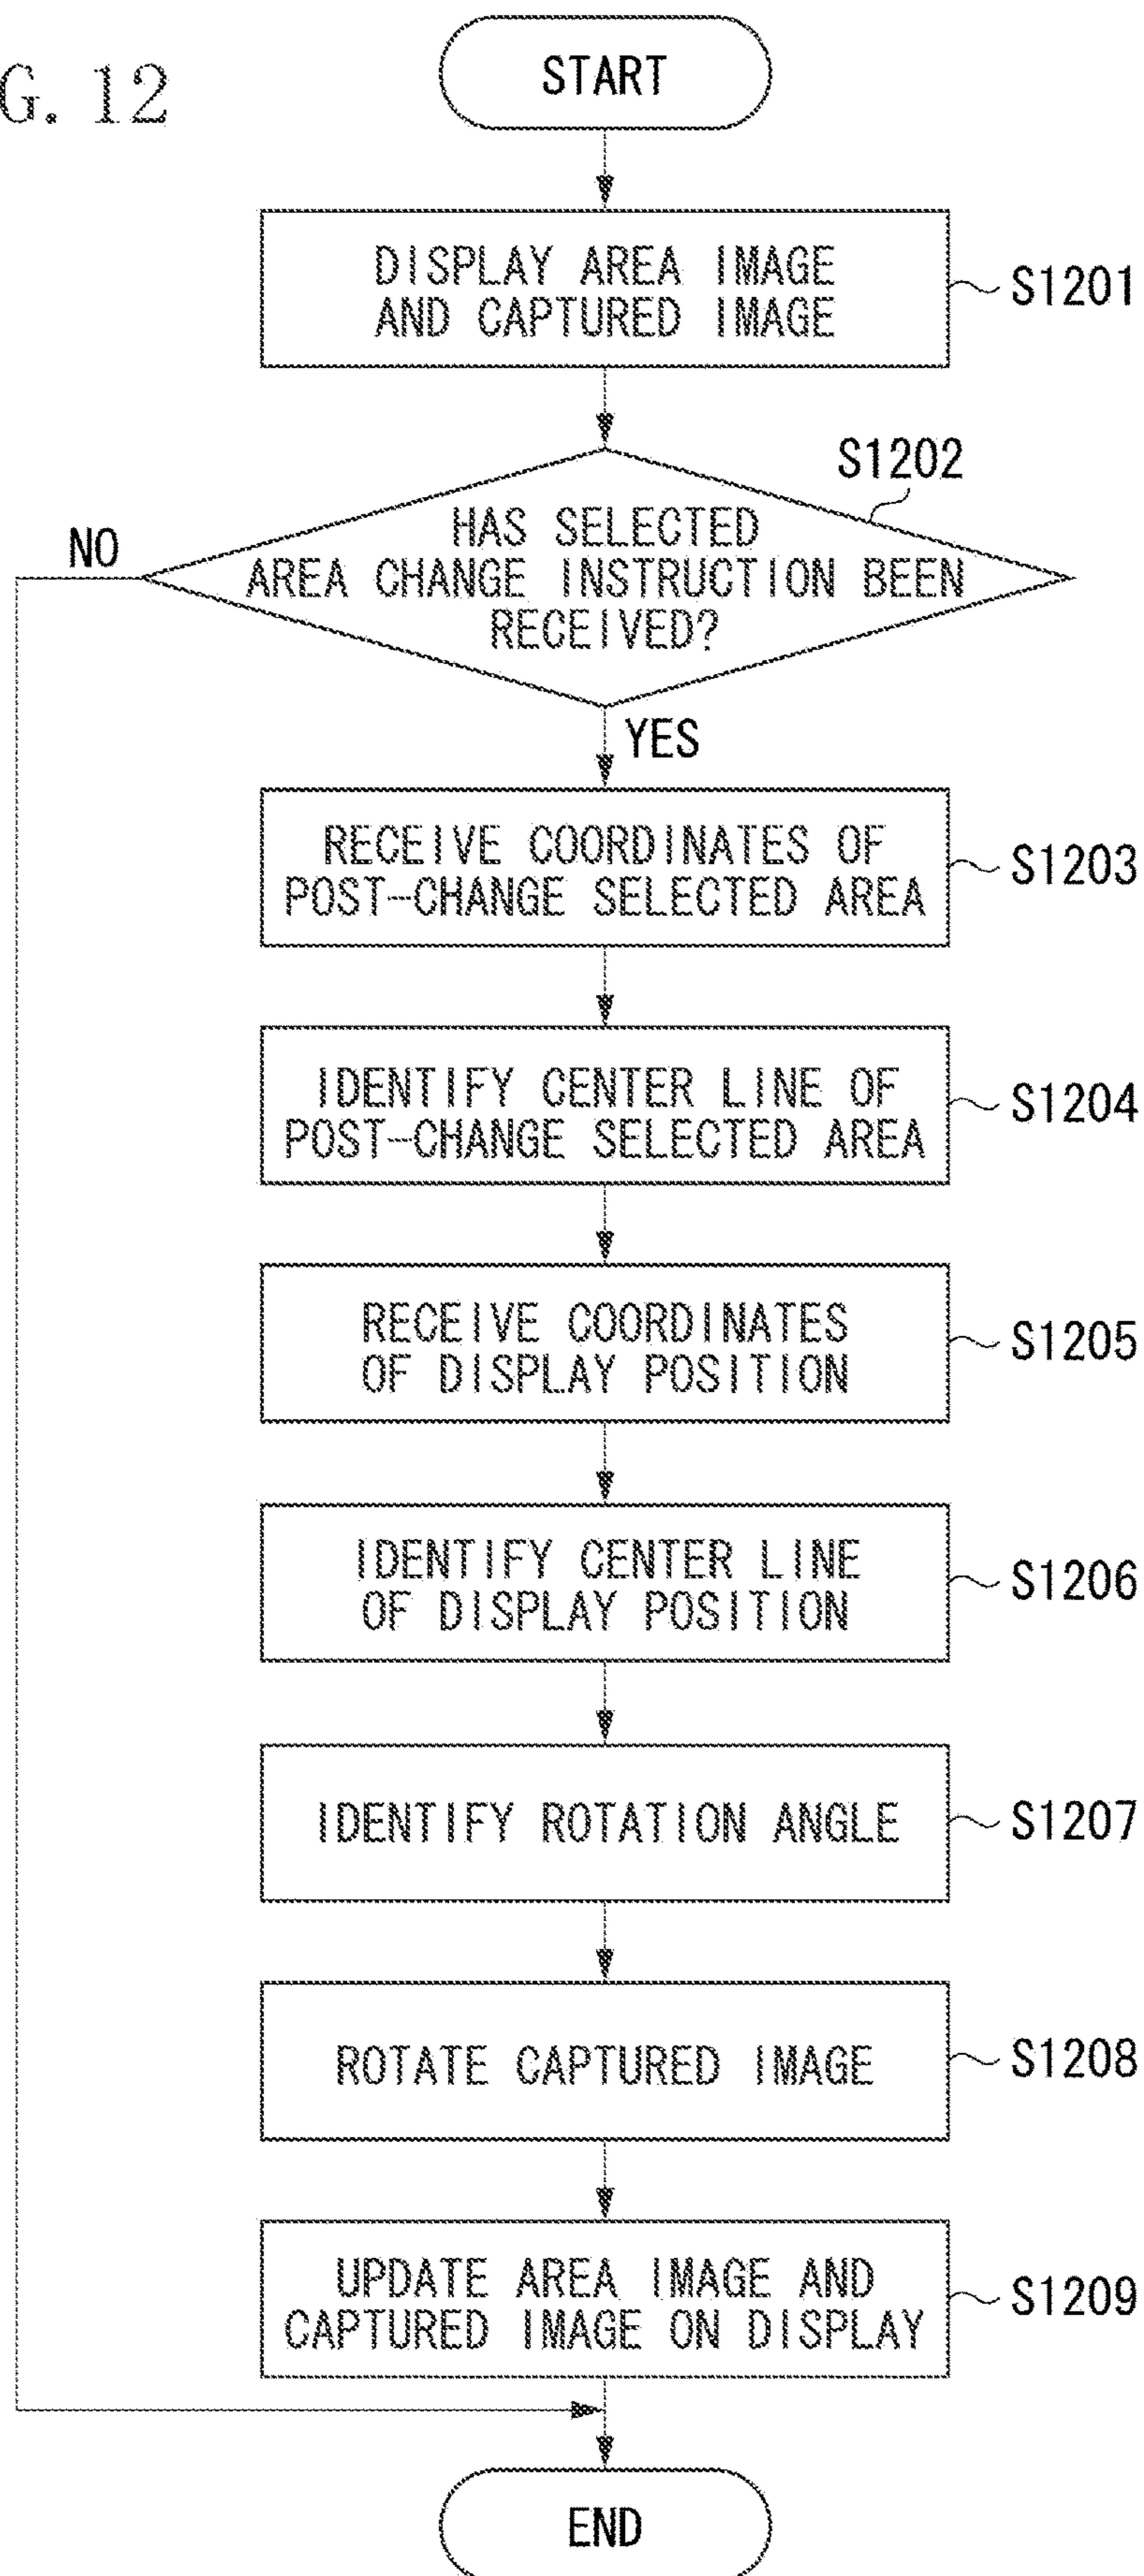 G. 12
START
DISPLAY AREA IMAGE
AND CAPTURED IMAGE
S1201
S1202
HAS SELECTED
AREA CHANGE INSTRUCTION BEEN
RECEIVED?
NO
YES
RECEIVE COORDINATES OF
POST-CHANGE SELECTED AREA
S1203
IDENTIFY CENTER LINE OF
POST-CHANGE SELECTED AREA
S1204
RECEIVE COORDINATES
OF DISPLAY POSITION
S1205
IDENTIFY CENTER LINE
OF DISPLAY POSITION
S1206
IDENTIFY ROTATION ANGLE
S1207
ROTATE CAPTURED IMAGE
S1208
UPDATE AREA IMAGE AND
CAPTURED IMAGE ON DISPLAY
S1209
END